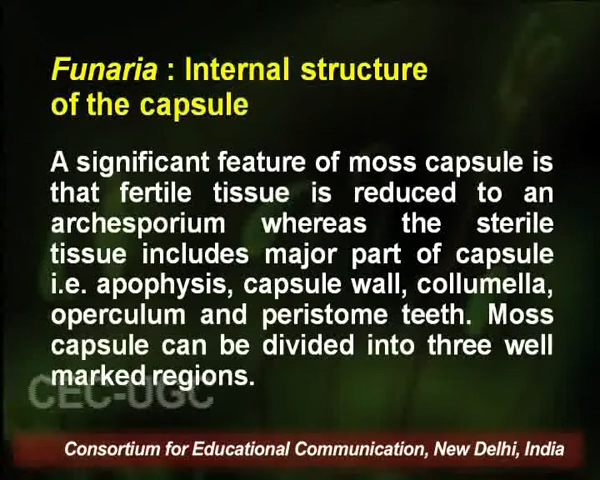 Funaria : Internal structure
of the capsule
A significant feature of moss capsule is
that fertile tissue is reduced to an
archesporium whereas the sterile
tissue includes major part of capsule
i.e. apophysis, capsule wall, collumella,
operculum and peristome teeth. Moss
capsule can be divided into three well
marked regions.
CEC-UGC
Consortium for Educational Communication, New Delhi, India